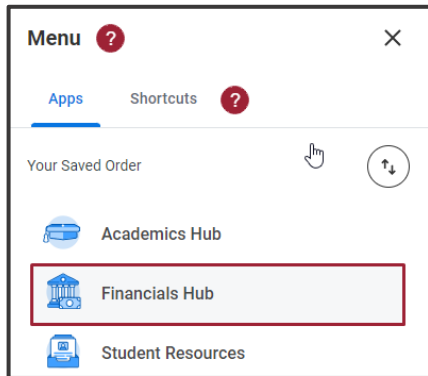 Menu ?
Apps Shortcuts ?
Your Saved Order
Academics Hub
Financials Hub
Student Resources